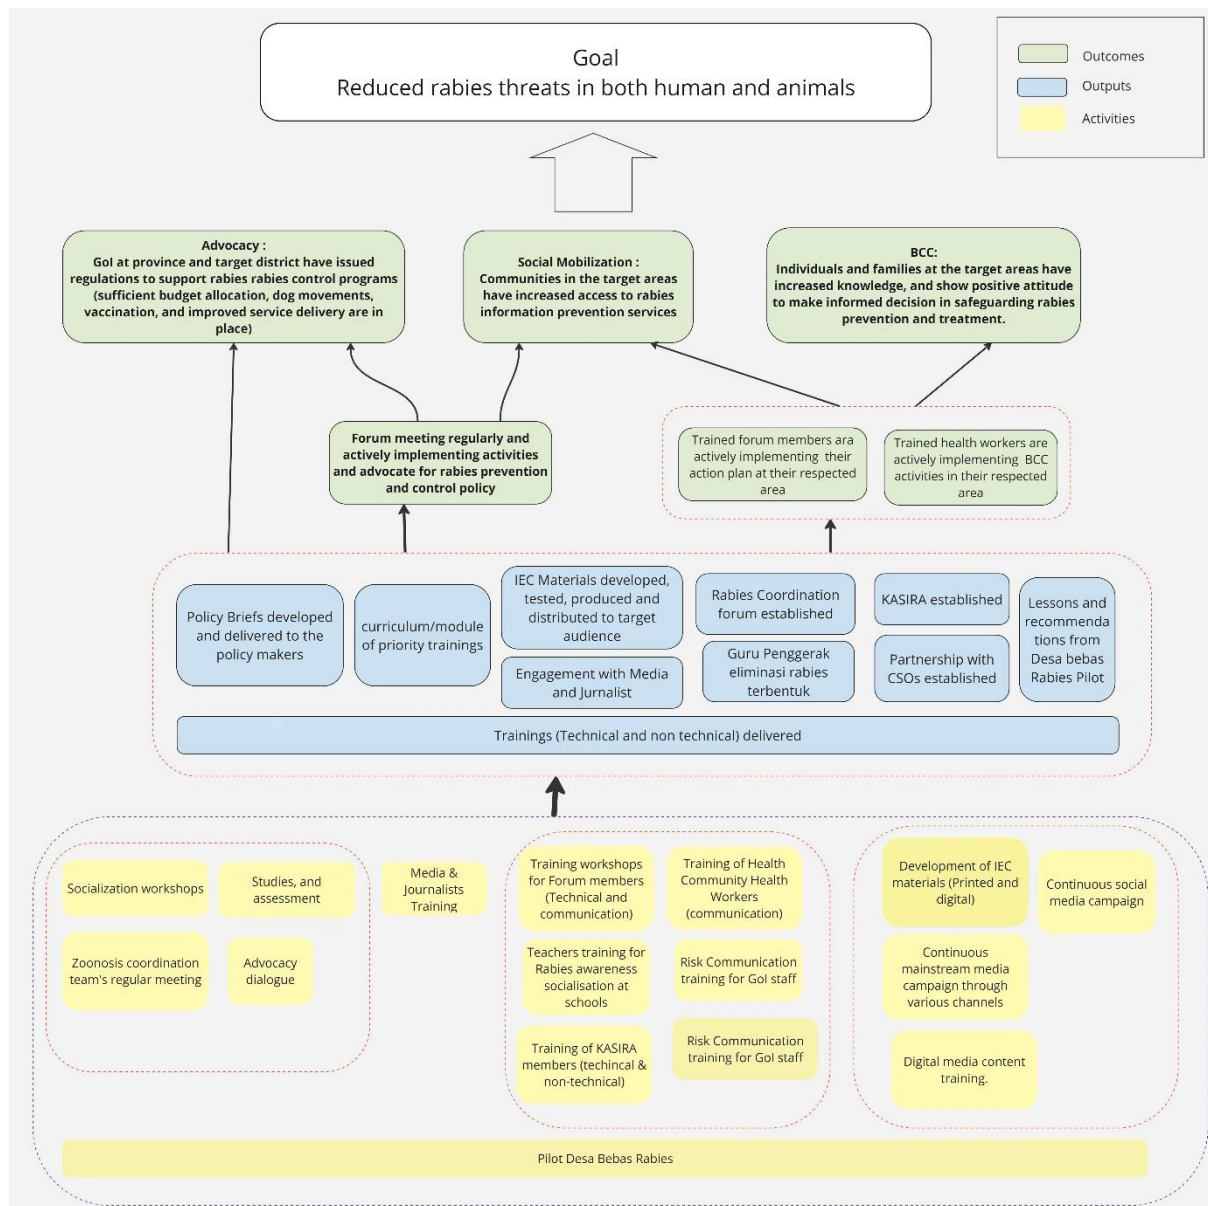 Goal
Reduced rabies threats in both human and animals
Outcomes
Outputs
Activities
Advocacy :
GoI at province and target district have issued
regulations to support rabies rabies control programs
(sufficient budget allocation, dog movements,
vaccination, and improved service delivery are in
place)
Social Mobilization :
Communities in the target areas
have increased access to rabies
information prevention services
BCC:
Individuals and families at the target areas have
increased knowledge, and show positive attitude
to make informed decision in safeguarding rabies
prevention and treatment.
Forum meeting regularly and
actively implementing activities
and advocate for rabies prevention
and control policy
Trained forum members ara
actively implementing their
action plan at their respected
area
Trained health workers are
actively implementing BCC
activities in their respected
area
Policy Briefs developed
and delivered to the
policy makers
curriculum/module
of priority trainings
IEC Materials developed,
tested, produced and
distributed to target
audience
Engagement with Media
and Jurnalist
Rabies Coordination
forum established
Guru Penggerak
eliminasi rabies
terbentuk
KASIRA established
Partnership with
CSOs established
Lessons and
recommenda
tions from
Desa bebas
Rabies Pilot
Trainings (Technical and non technical) delivered
Socialization workshops
Studies, and
assessment
Zoonosis coordination
team's regular meeting
Advocacy
dialogue
Media &
Journalists
Training
Training workshops
for Forum members
(Technical and
communication)
Training of Health
Community Health
Workers
(communication)
Teachers training for
Rabies awareness
socialisation at
schools
Risk Communication
training for GoI staff
Training of KASIRA
members (techincal &
non-technical)
Risk Communication
training for GoI staff
Development of IEC
materials (Printed and
digital)
Continuous social
media campaign
Continuous
mainstream media
campaign through
various channels
Digital media content
training.
Pilot Desa Bebas Rabies